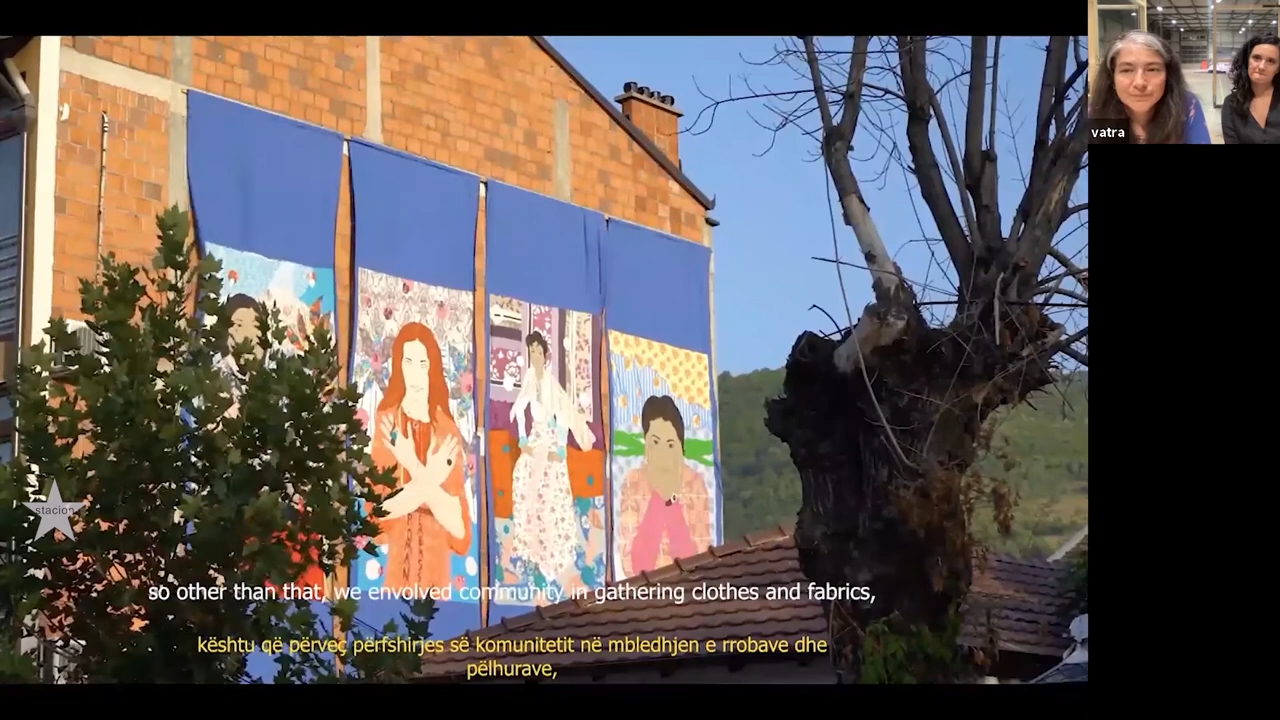 vatra
stacion
so other than that, we envolved community in gathering clothes and fabrics,
kështu që përveç përfshirjes së komunitetit në mbledhjen e rrobave dhe
pëlhurave,